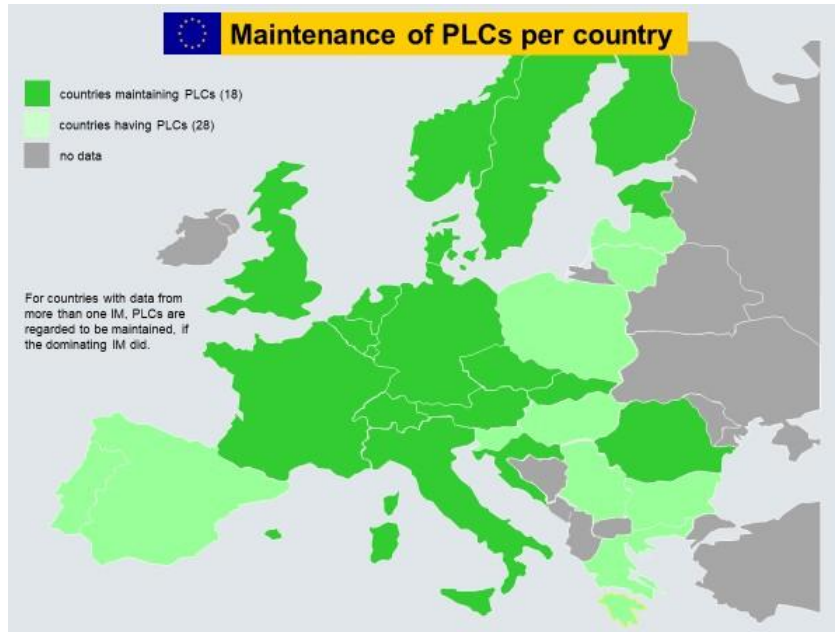 Maintenance of PLCs per country
countries maintaining PLCs (18)
countries having PLCs (28)
no data
For countries with data from
more than one IM, PLCs are
regarded to be maintained, if
the dominating IM did.